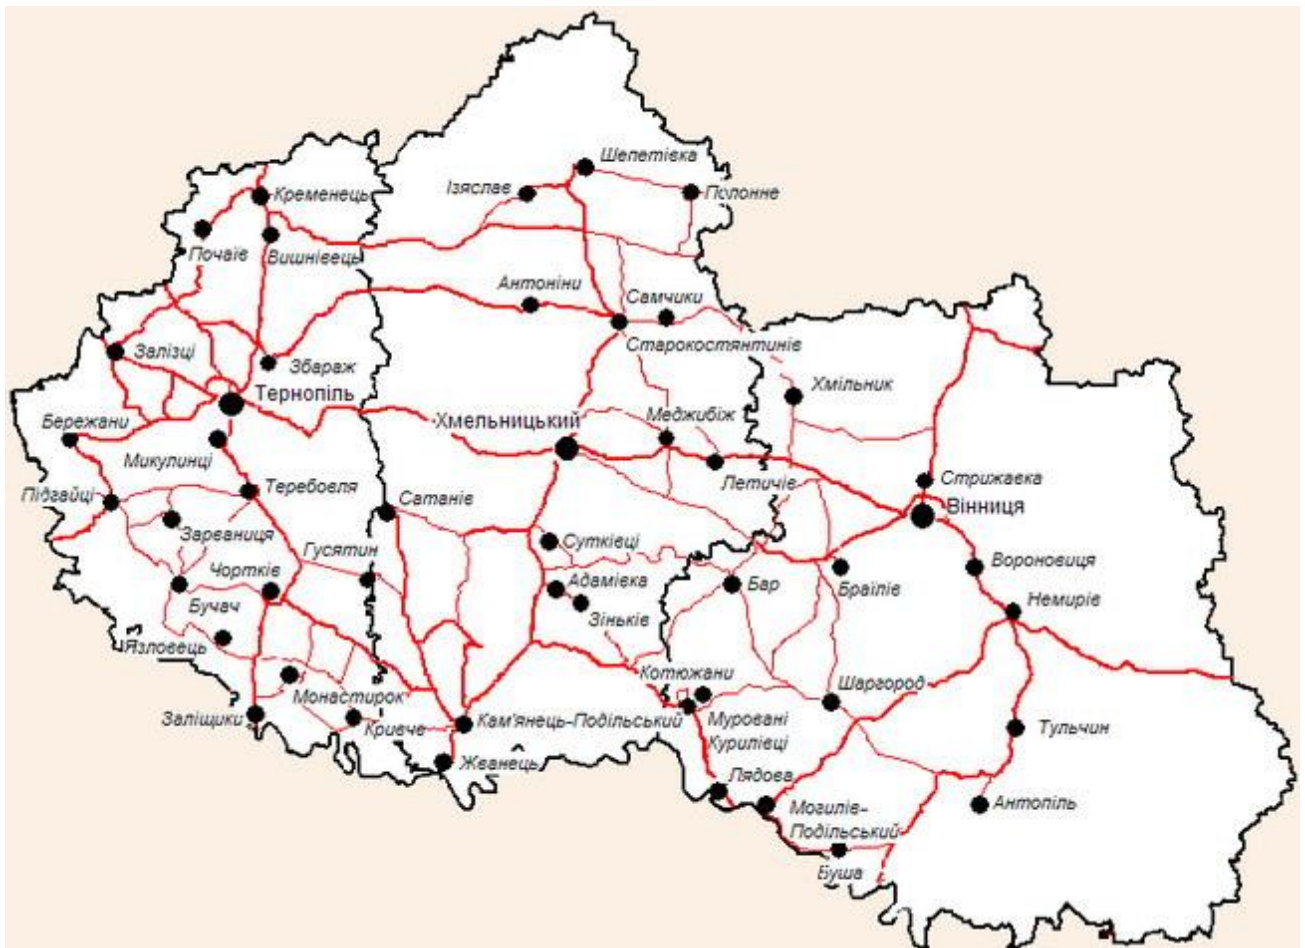 Шепетівка
Ізяслав
Полонне
Кременець
Почаїв
Вишнівець
Антоніни
Самчики
Старокостянтинів
Залізці
Збараж
Хмільник
Тернопіль
Бережани
Хмельницький
Меджибіж
Микулинці
Летичів
Стрижавка
Підгайці
Теребовля
Сатанів
Вінниця
Зарваниця
Гусятин
Сутківці
Вороновиця
Чортків
Адамівка
Бар
Браїлів
Бучач
Зіньків
Немирів
Язловець
Котюжани
Шаргород
Монастирок
Заліщики
Кривче
Кам'янець-Подільський
Муровані
Курилівці
Тульчин
Жванець
Лядова
Могилів-
Подільський
Антопіль
Буша